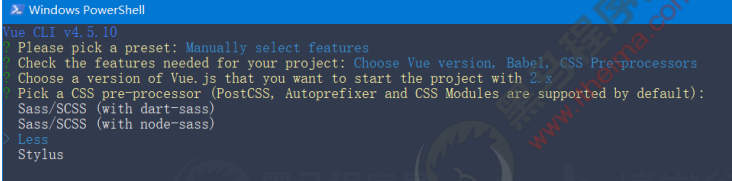 Windows PowerShell
Vue CLI v4.5.10
? Please pick a preset: Manually select features
? Check the features needed for your project: Choose Vue version, Babel, CSS Pre-processors
? Choose a version of Vue.js that you want to start the project with 2.x
? Pick a CSS pre-processor (PostCSS, Autoprefixer and CSS Modules are supported by default):
Sass/SCSS (with dart-sass)
Sass/SCSS (with node-sass)
> Less
Stylus
www.itheima.com